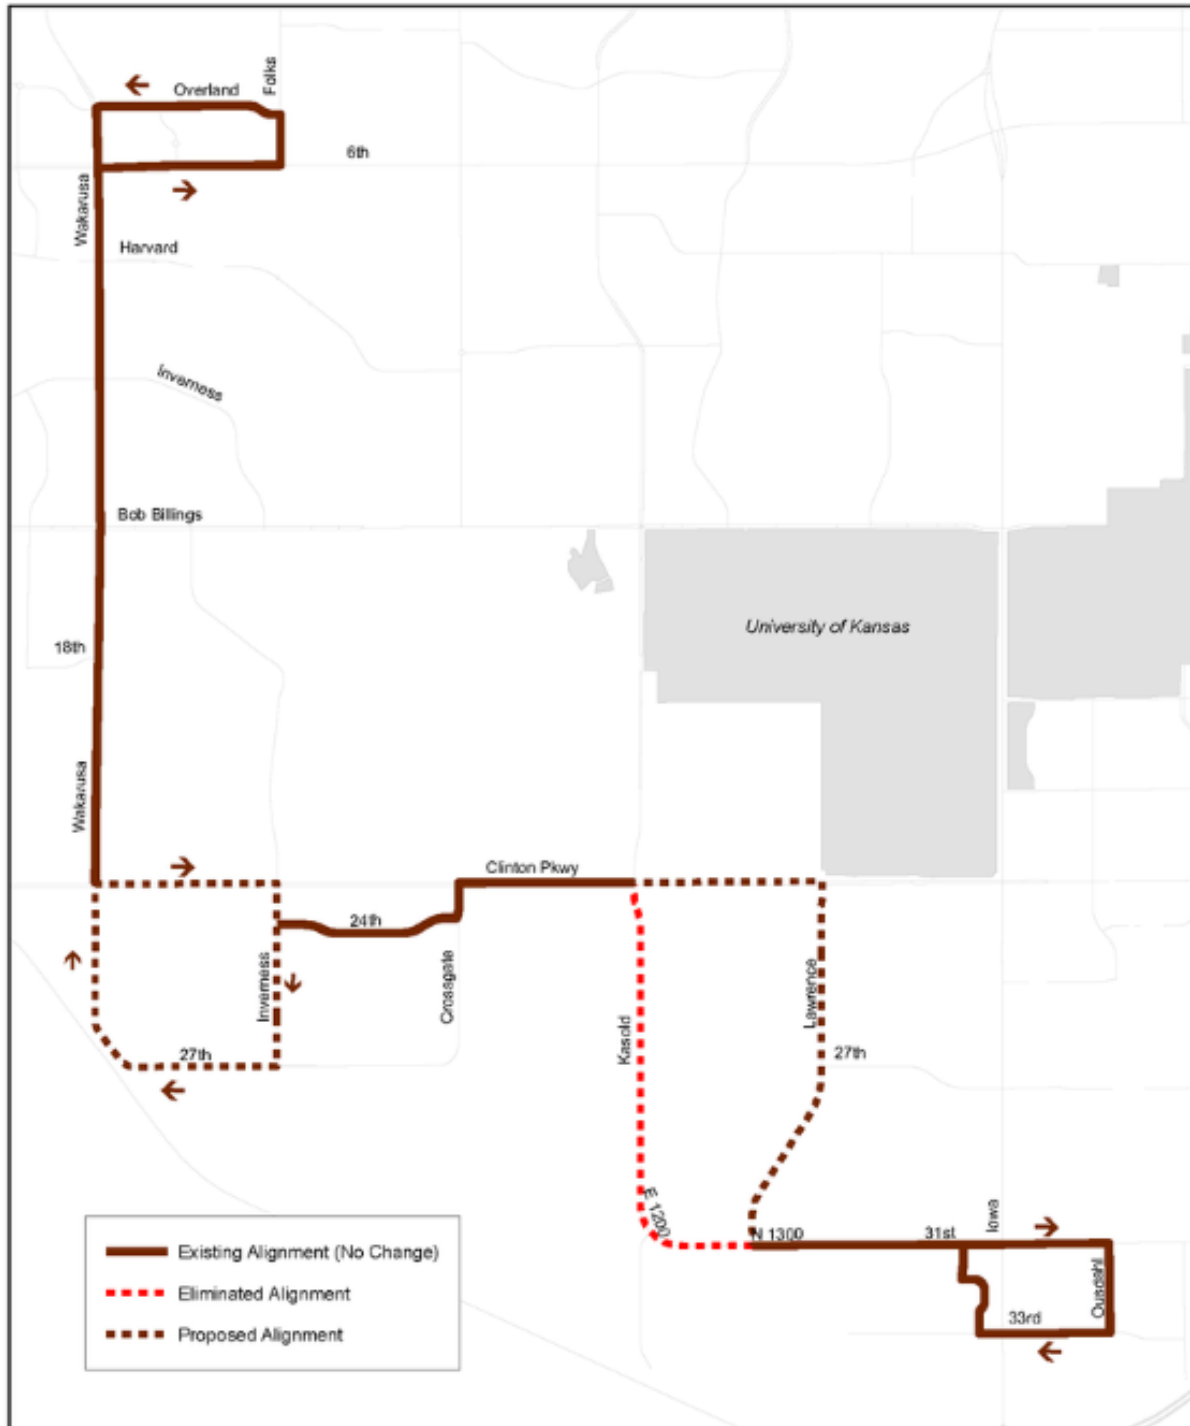 Folks
Overland
6th
Wakarusa
Harvard
Inverness
Bob Billings
University of Kansas
18th
Wakarusa
Clinton Pkwy
24th
Inverness
Crossgate
Lawrence
Kasold
27th
27th
E 1200
Iowa
N 1300
31st
Ousdahl
33rd
Existing Alignment (No Change)
Eliminated Alignment
Proposed Alignment